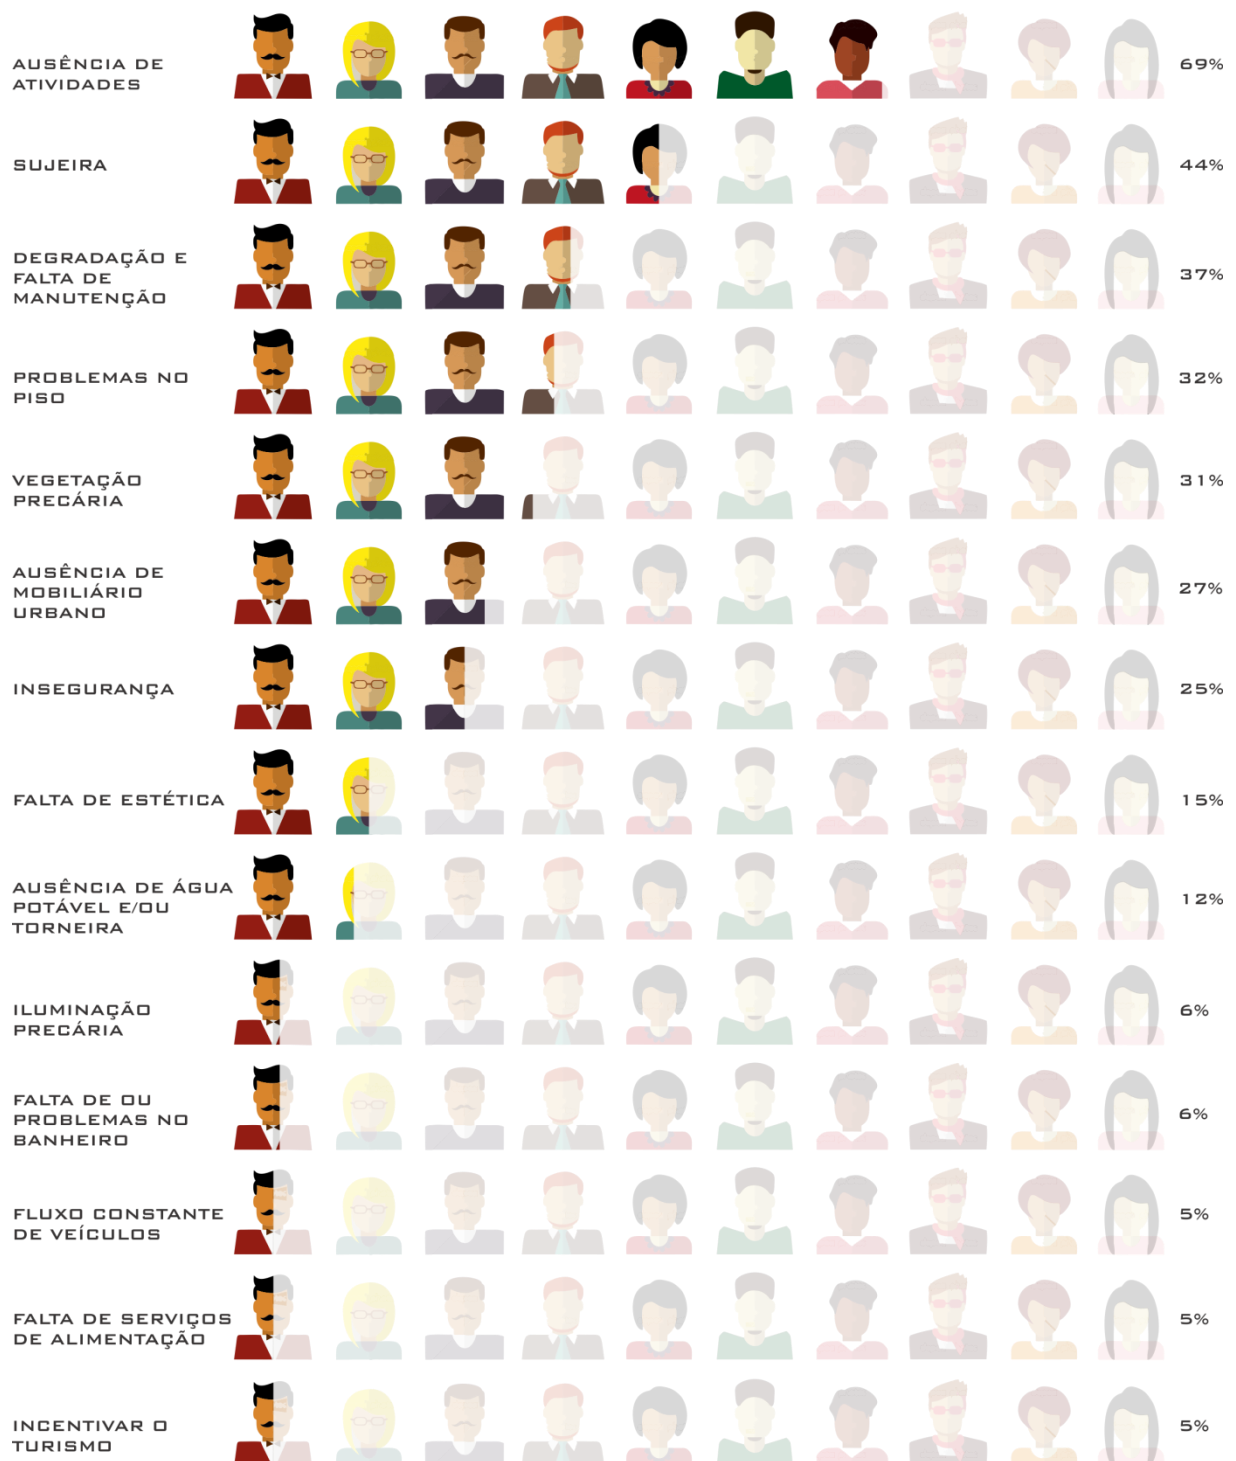 AUSÊNCIA DE
ATIVIDADES
69%
SUJEIRA
44%
DEGRADAÇÃO E
FALTA DE
MANUTENÇÃO
37%
PROBLEMAS NO
PISO
32%
VEGETAÇÃO
PRECÁRIA
31%
AUSÊNCIA DE
MOBILIÁRIO
URBANO
27%
INSEGURANÇA
25%
FALTA DE ESTÉTICA
15%
AUSÊNCIA DE ÁGUA
POTÁVEL E/OU
TORNEIRA
12%
ILUMINAÇÃO
PRECÁRIA
6%
FALTA DE OU
PROBLEMAS NO
BANHEIRO
6%
FLUXO CONSTANTE
DE VEÍCULOS
5%
FALTA DE SERVIÇOS
DE ALIMENTAÇÃO
5%
INCENTIVAR O
TURISMO
5%